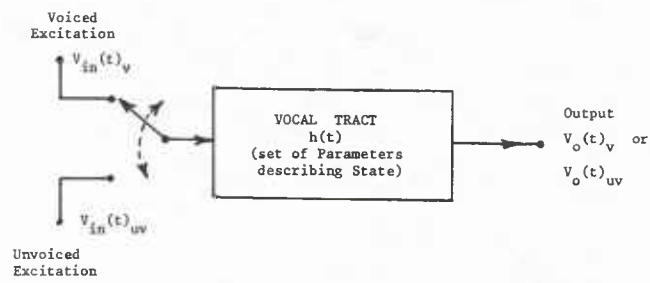 Voiced
Excitation
V_in(t)_v
VOCAL TRACT
h(t)
(set of Parameters
describing State)
Output
V_o(t)_v or
V_o(t)_uv
V_in(t)_uv
Unvoiced
Excitation